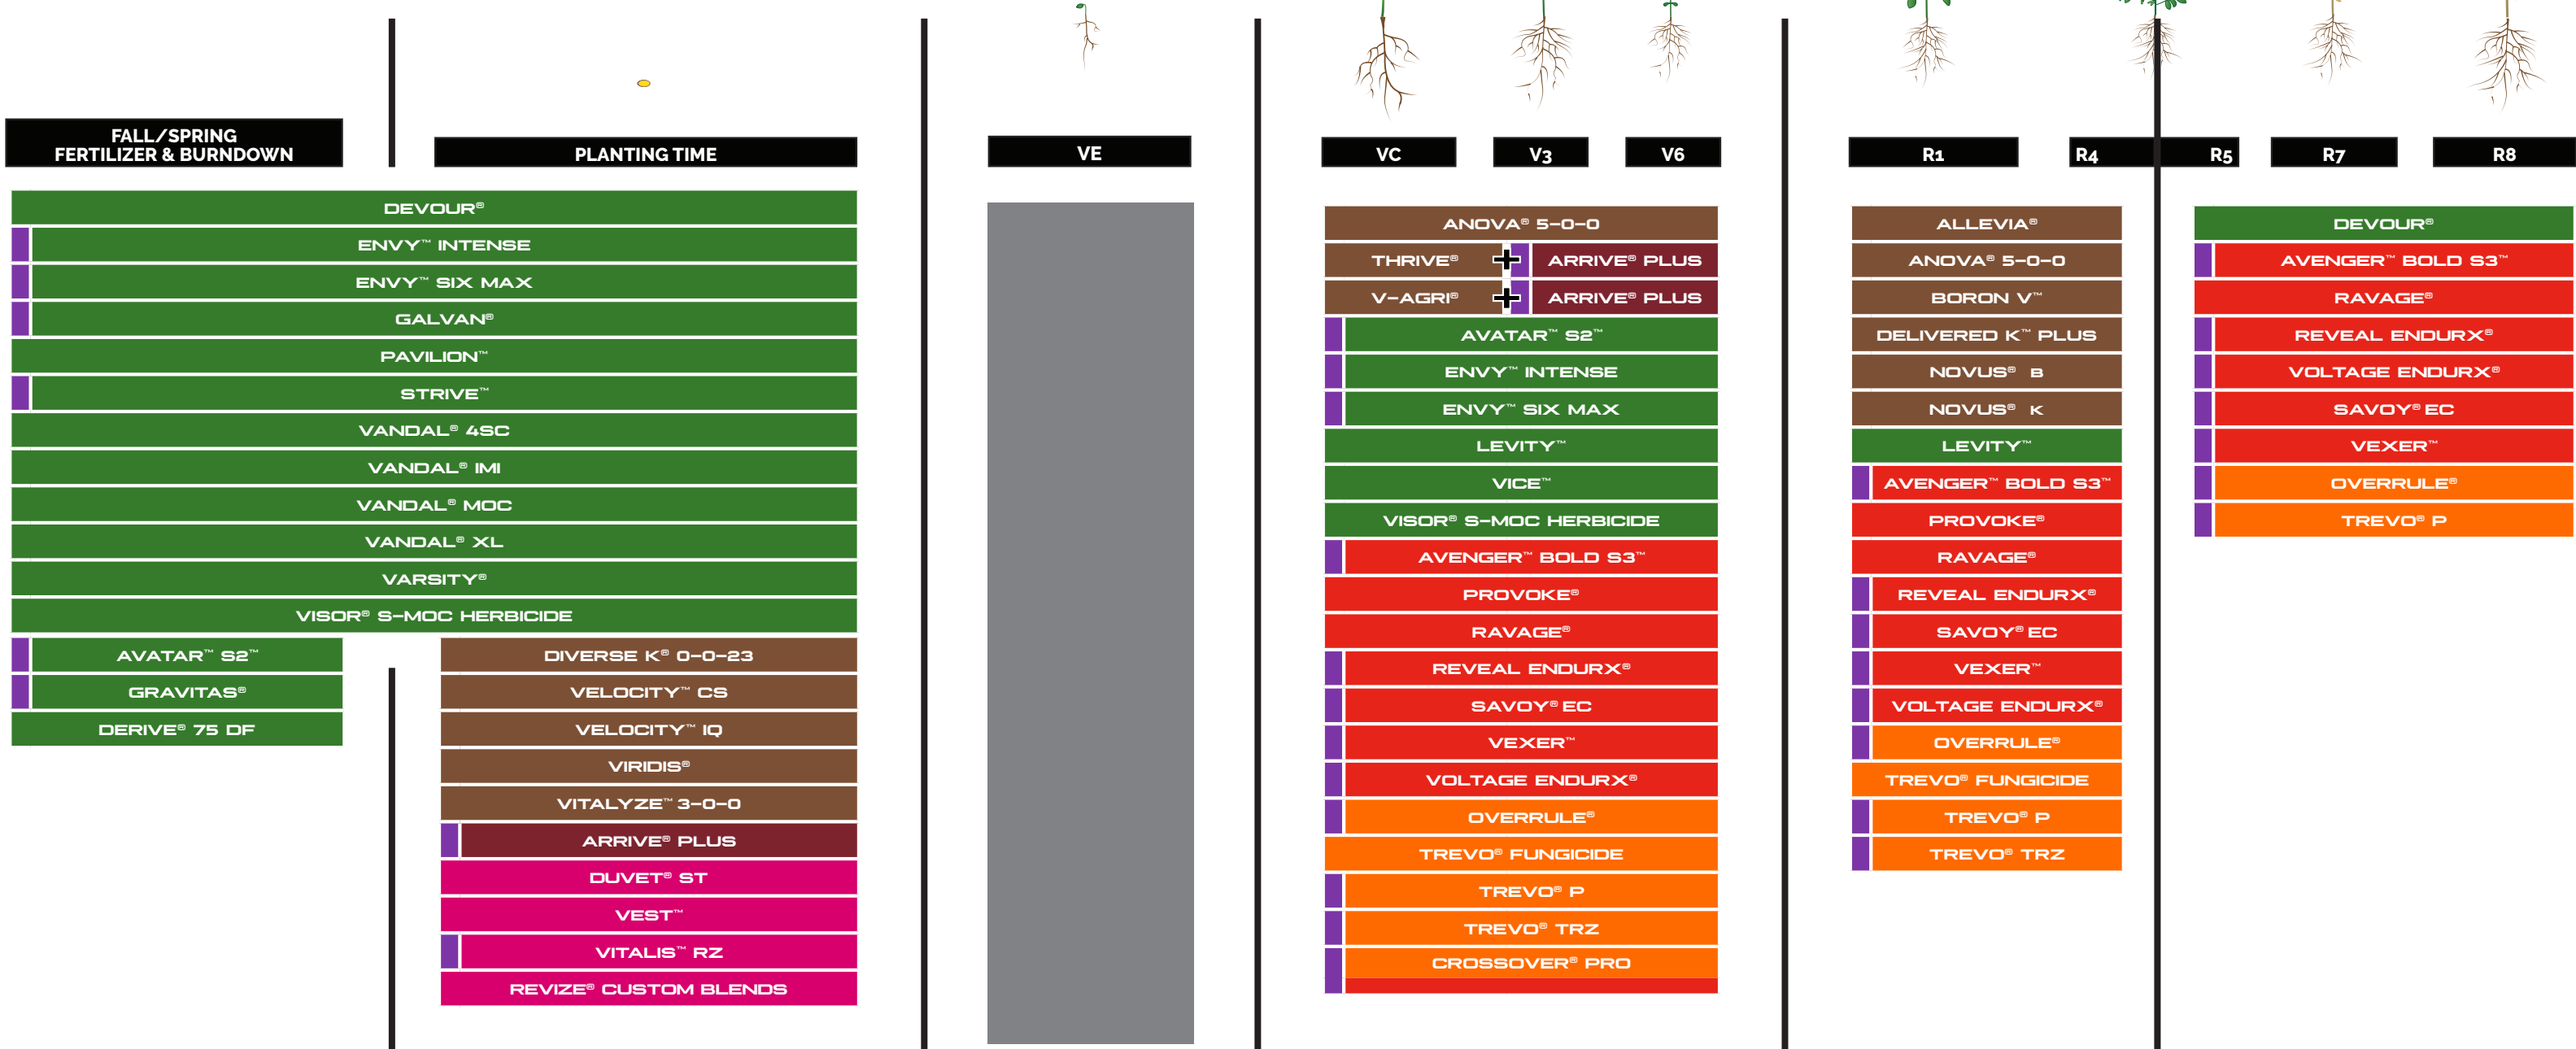 FALL/SPRING
FERTILIZER & BURNDOWN
PLANTING TIME
VE
VC
V3
V6
R1
R4
R5
R7
R8
DEVOUR®
ENVY™ INTENSE
ENVY™ SIX MAX
GALVAN®
PAVILION™
STRIVE™
VANDAL® 4SC
VANDAL® IMI
VANDAL® MOC
VANDAL® XL
VARSITY®
VISOR® S-MOC HERBICIDE
AVATAR™ S2™
GRAVITAS®
DERIVE® 75 DF
DIVERSE K® 0-0-23
VELOCITY™ CS
VELOCITY™ IQ
VIRIDIS®
VITALYZE™ 3-0-0
ARRIVE® PLUS
DUVET® ST
VEST™
VITALIS™ RZ
REVIZE® CUSTOM BLENDS
ANOVA® 5-0-0
THRIVE® + ARRIVE® PLUS
V-AGRI® + ARRIVE® PLUS
AVATAR™ S2™
ENVY™ INTENSE
ENVY™ SIX MAX
LEVITY™
VICE™
VISOR® S-MOC HERBICIDE
AVENGER™ BOLD S3™
PROVOKE®
RAVAGE®
REVEAL ENDURX®
SAVOY® EC
VEXER™
VOLTAGE ENDURX®
OVERRULE®
TREVO® FUNGICIDE
TREVO® P
TREVO® TRZ
CROSSOVER® PRO
ALLEVIA®
ANOVA® 5-0-0
BORON V™
DELIVERED K™ PLUS
NOVUS® B
NOVUS® K
LEVITY™
AVENGER™ BOLD S3™
PROVOKE®
RAVAGE®
REVEAL ENDURX®
SAVOY® EC
VEXER™
VOLTAGE ENDURX®
OVERRULE®
TREVO® FUNGICIDE
TREVO® P
TREVO® TRZ
DEVOUR®
AVENGER™ BOLD S3™
RAVAGE®
REVEAL ENDURX®
VOLTAGE ENDURX®
SAVOY® EC
VEXER™
OVERRULE®
TREVO® P